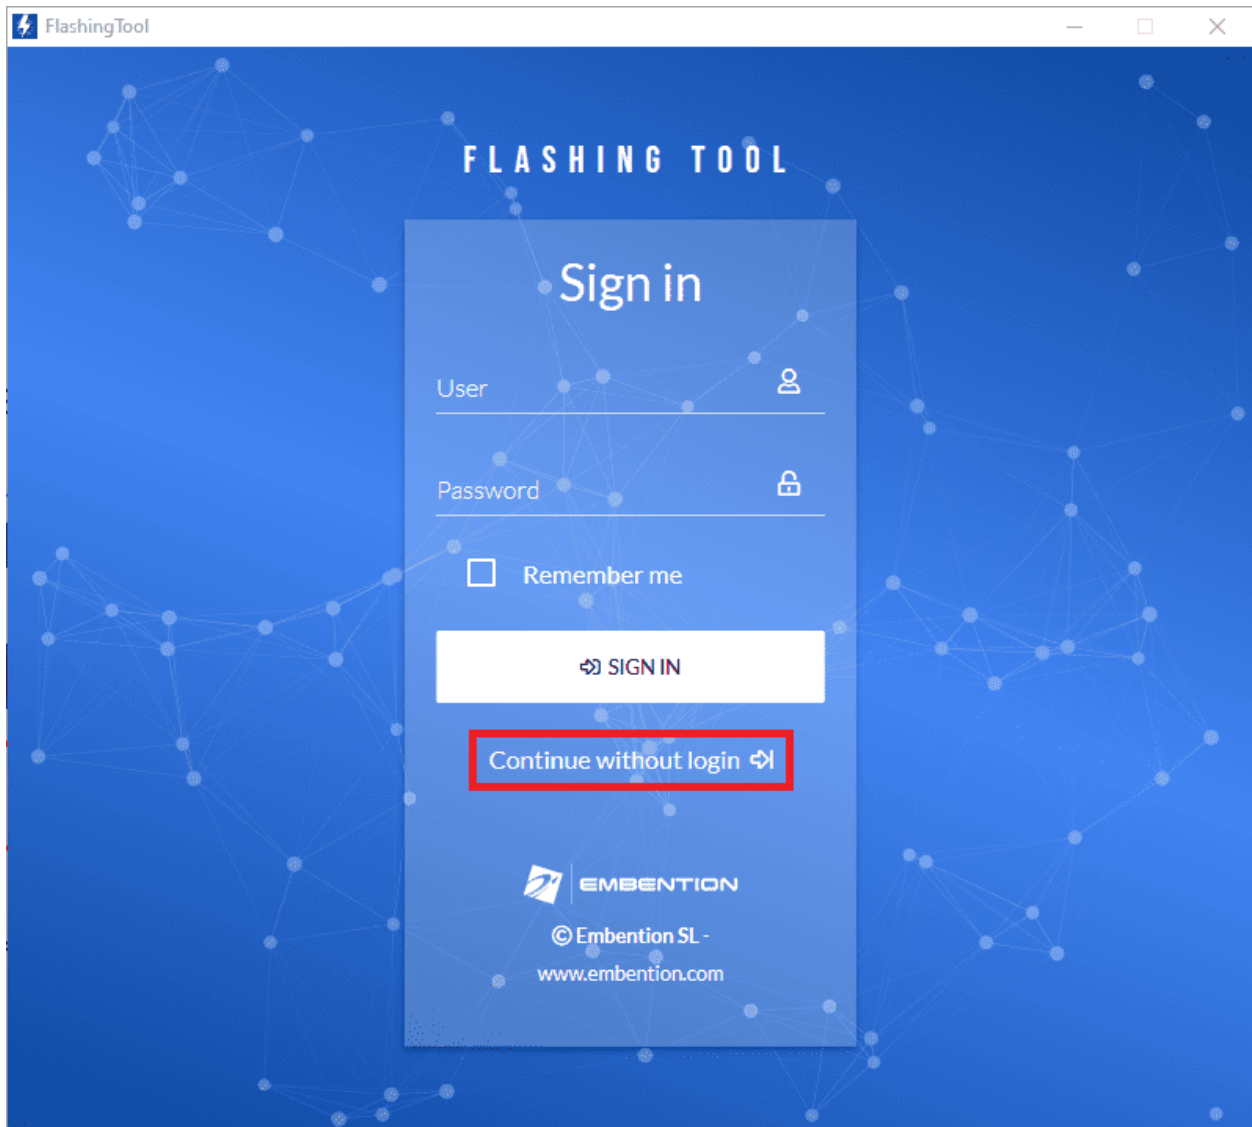 FlashingTool
FLASHING TOOL
Sign in
User
Password
Remember me
SIGN IN
Continue without login
EMBENTION
© Embention SL -
www.embention.com